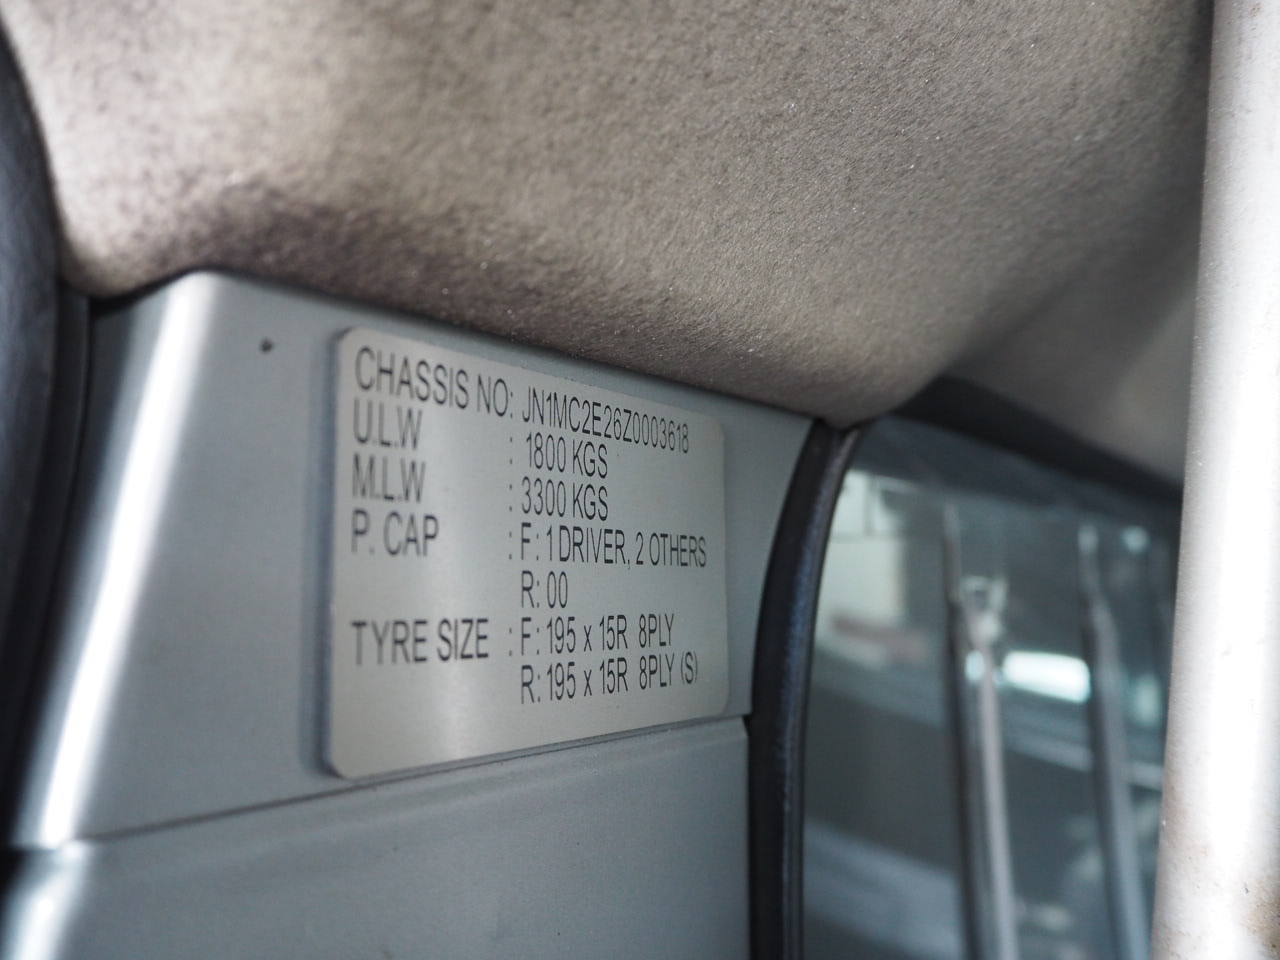 CHASSIS NO: JN1MC2E26Z0003618
U.L.W : 1800 KGS
M.L.W : 3300 KGS
P. CAP : F: 1 DRIVER, 2 OTHERS
R: 00
TYRE SIZE : F: 195 x 15R 8PLY
R: 195 x 15R 8PLY (S)